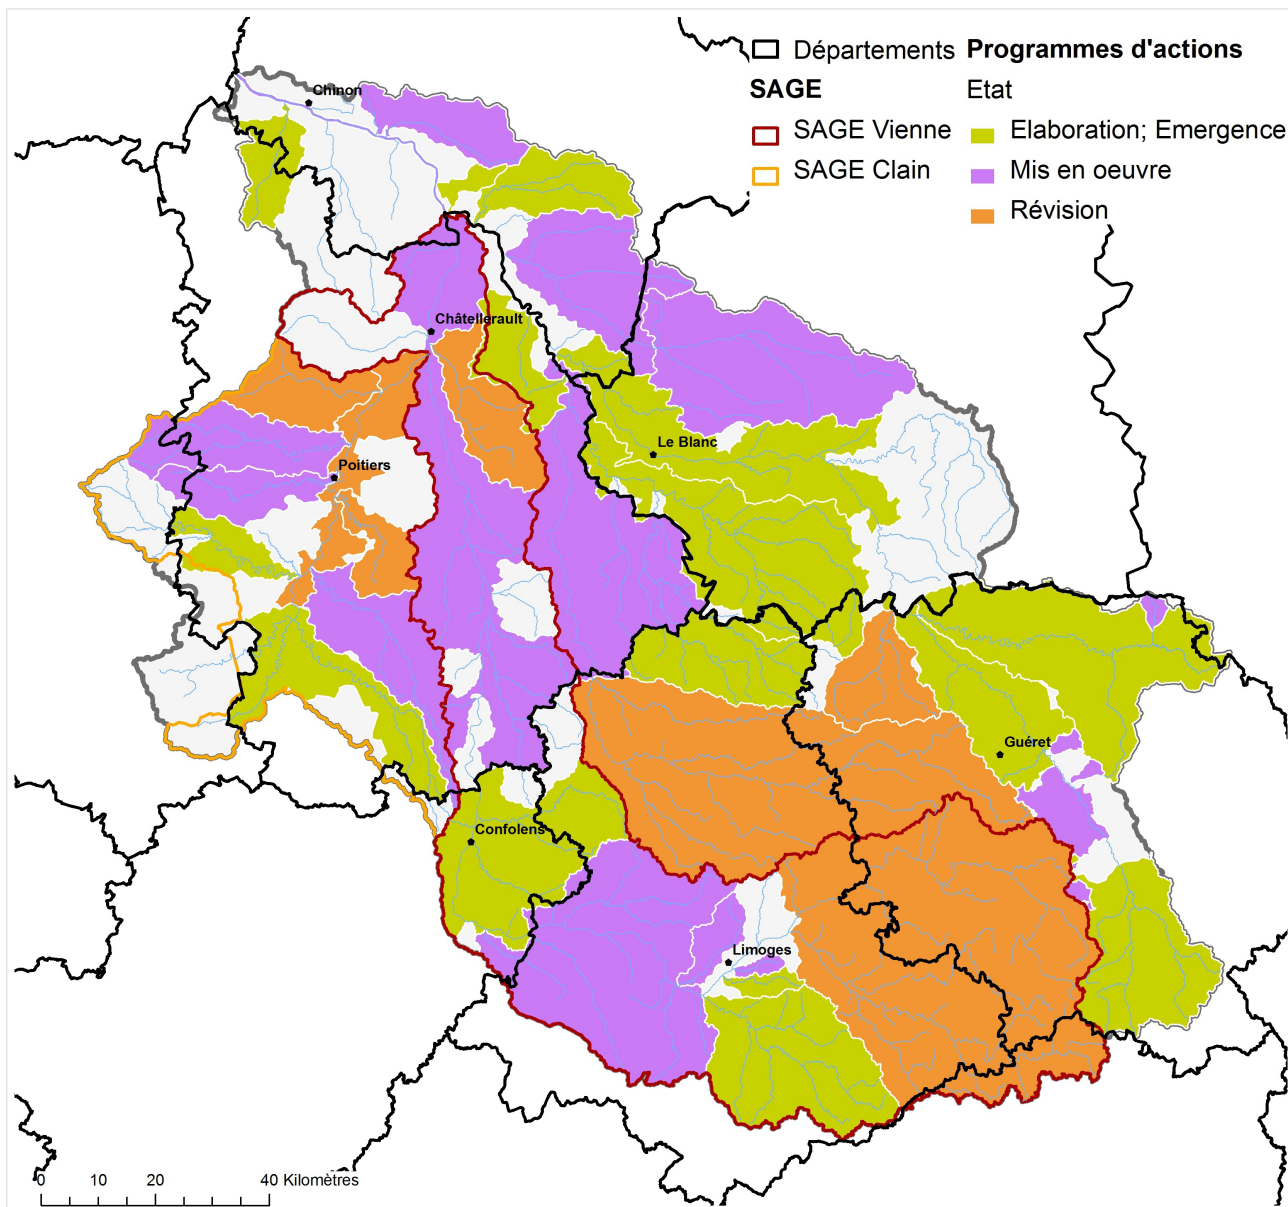 Départements Programmes d'actions
SAGE Etat
SAGE Vienne Elaboration; Emergence
SAGE Clain Mis en oeuvre
Révision
Chinon
Châtellerault
Le Blanc
Poitiers
Guéret
Confolens
Limoges
0 10 20 40 Kilomètres